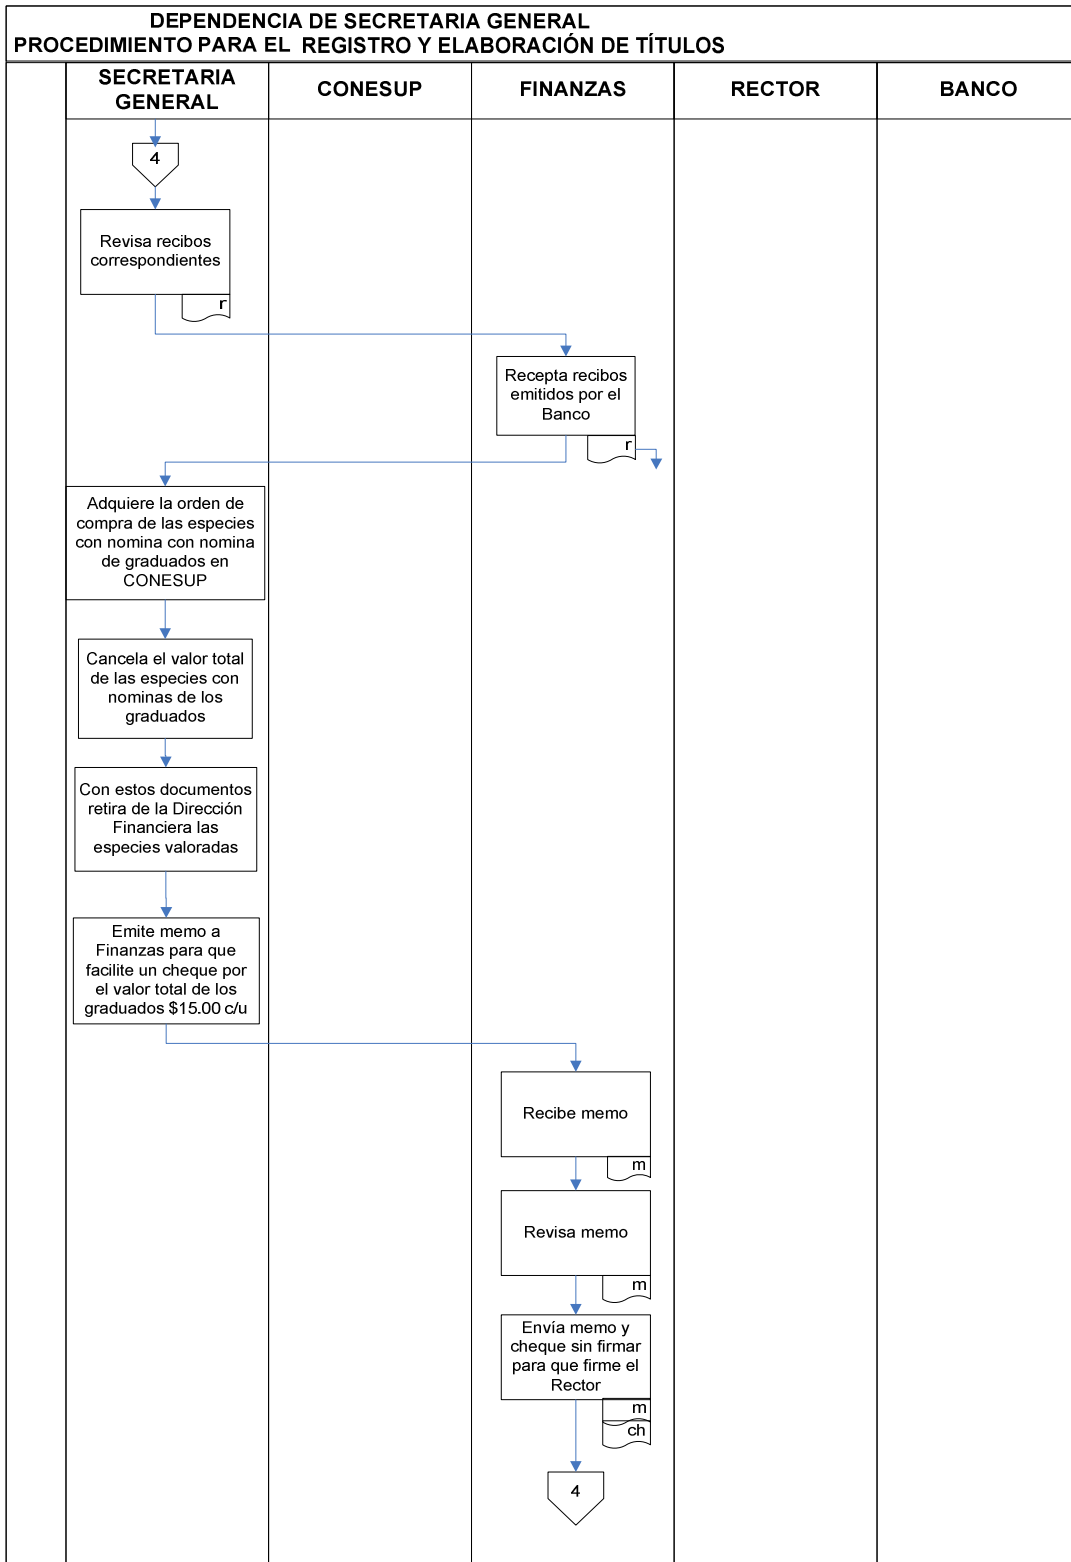 DEPENDENCIA DE SECRETARIA GENERAL
PROCEDIMIENTO PARA EL REGISTRO Y ELABORACIÓN DE TÍTULOS
SECRETARIA
GENERAL
CONESUP
FINANZAS
RECTOR
BANCO
4
Revisa recibos
correspondientes
r
Recepta recibos
emitidos por el
Banco
r
Adquiere la orden de
compra de las especies
con nomina con nomina
de graduados en
CONESUP
Cancela el valor total
de las especies con
nominas de los
graduados
Con estos documentos
retira de la Dirección
Financiera las
especies valoradas
Emite memo a
Finanzas para que
facilite un cheque por
el valor total de los
graduados $15.00 c/u
Recibe memo
m
Revisa memo
m
Envía memo y
cheque sin firmar
para que firme el
Rector
m
ch
4